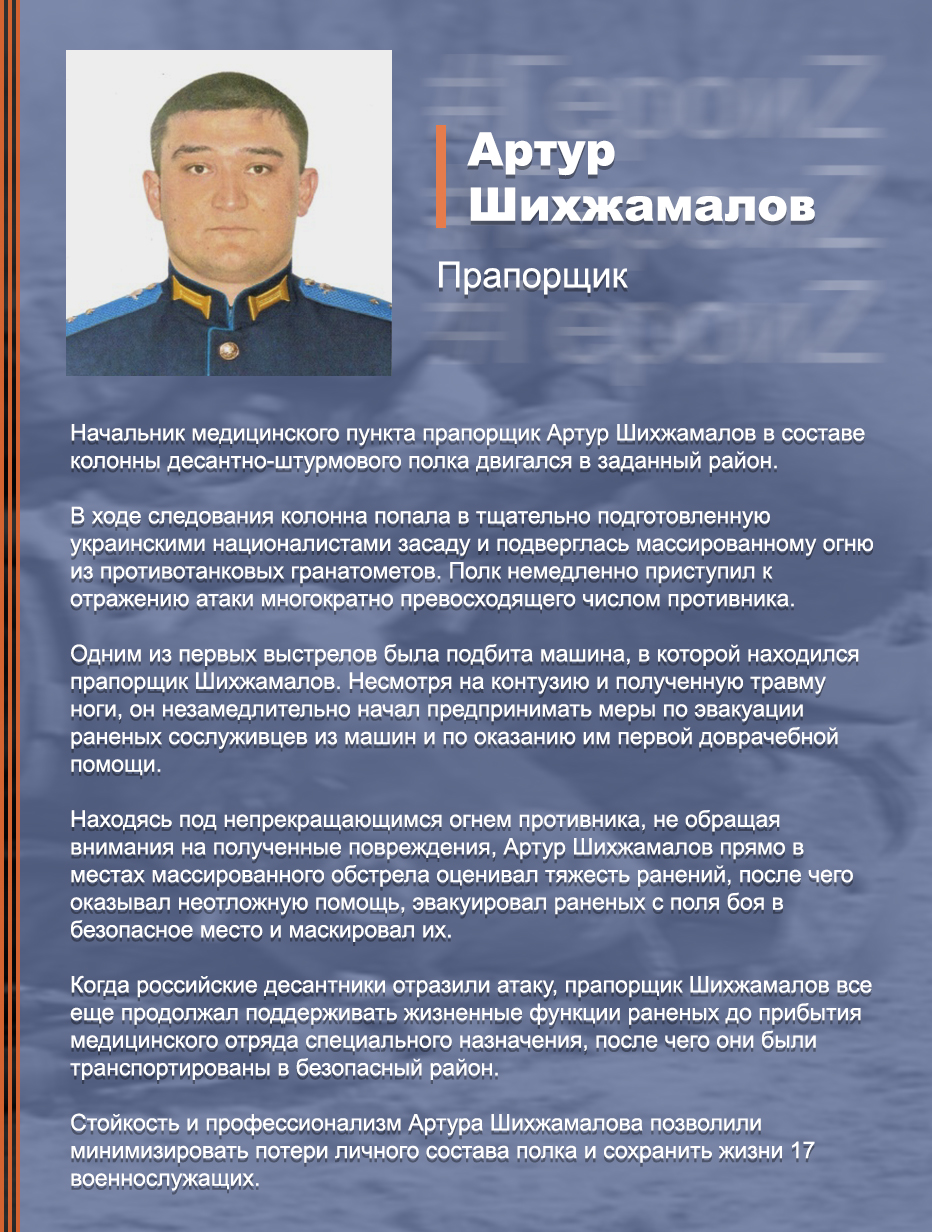 #ГероиZ
Артур
#ГероиZ
Шихжамалов
Прапорщик
#ГероиZ
Начальник медицинского пункта прапорщик Артур Шихжамалов в составе
колонны десантно-штурмового полка двигался в заданный район.
В ходе следования колонна попала в тщательно подготовленную
украинскими националистами засаду и подверглась массированному огню
из противотанковых гранатометов. Полк немедленно приступил к
отражению атаки многократно превосходящего числом противника.
Одним из первых выстрелов была подбита машина, в которой находился
прапорщик Шихжамалов. Несмотря на контузию и полученную травму
ноги, он незамедлительно начал предпринимать меры по эвакуации
раненых сослуживцев из машин и по оказанию им первой доврачебной
помощи.
Находясь под непрекращающимся огнем противника, не обращая
внимания на полученные повреждения, Артур Шихжамалов прямо в
местах массированного обстрела оценивал тяжесть ранений, после чего
оказывал неотложную помощь, эвакуировал раненых с поля боя в
безопасное место и маскировал их.
Когда российские десантники отразили атаку, прапорщик Шихжамалов все
еще продолжал поддерживать жизненные функции раненых до прибытия
медицинского отряда специального назначения, после чего они были
транспортированы в безопасный район.
Стойкость и профессионализм Артура Шихжамалова позволили
минимизировать потери личного состава полка и сохранить жизни 17
военнослужащих.